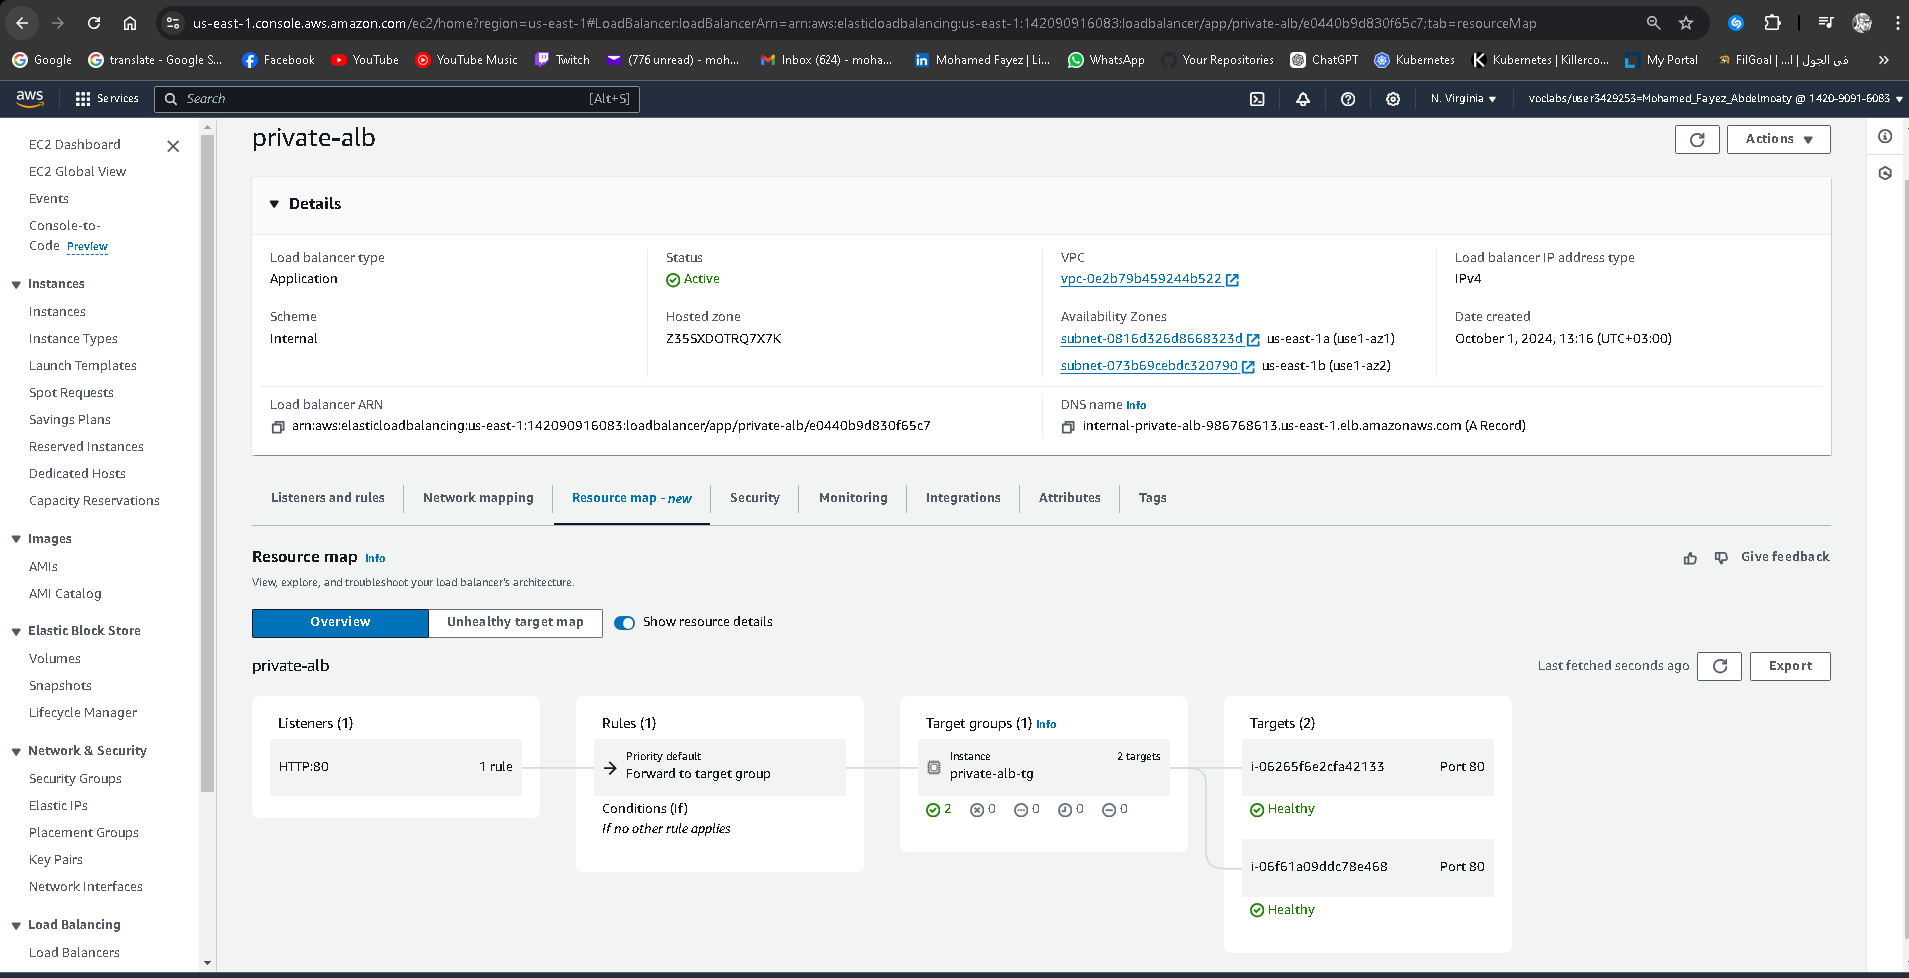 us-east-1.console.aws.amazon.com/ec2/home?region=us-east-1#LoadBalancer:loadBalancerArn=arn:aws:elasticloadbalancing:us-east-1:142090916083:loadbalancer/app/private-alb/e0440b9d830f65c7;tab=resourceMap
Google translate - Google S... Facebook YouTube YouTube Music Twitch (776 unread) - moh... Inbox (624) - moha... Mohamed Fayez | Li... WhatsApp Your Repositories ChatGPT Kubernetes Kubernetes | Killerco... My Portal FilGoal | ...| في الجول
aws Services Search [Alt+S] N. Virginia voclabs/user3429253=Mohamed_Fayez_Abdelmoaty @ 1420-9091-6083
EC2 Dashboard
EC2 Global View
Events
Console-to-
Code Preview
Instances
Instances
Instance Types
Launch Templates
Spot Requests
Savings Plans
Reserved Instances
Dedicated Hosts
Capacity Reservations
Images
AMIs
AMI Catalog
Elastic Block Store
Volumes
Snapshots
Lifecycle Manager
Network & Security
Security Groups
Elastic IPs
Placement Groups
Key Pairs
Network Interfaces
Load Balancing
Load Balancers
private-alb
Actions
Details
Load balancer type
Application
Status
Active
VPC
vpc-0e2b79b459244b522
Load balancer IP address type
IPv4
Scheme
Internal
Hosted zone
Z35SXDOTRQ7X7K
Availability Zones
subnet-0816d326d8668323d us-east-1a (use1-az1)
subnet-073b69cebdc320790 us-east-1b (use1-az2)
Date created
October 1, 2024, 13:16 (UTC+03:00)
Load balancer ARN
arn:aws:elasticloadbalancing:us-east-1:142090916083:loadbalancer/app/private-alb/e0440b9d830f65c7
DNS name Info
internal-private-alb-986768613.us-east-1.elb.amazonaws.com (A Record)
Listeners and rules Network mapping Resource map - new Security Monitoring Integrations Attributes Tags
Resource map Info
Give feedback
View, explore, and troubleshoot your load balancer's architecture.
Overview Unhealthy target map Show resource details
private-alb
Last fetched seconds ago Export
Listeners (1)
HTTP:80 1 rule
Rules (1)
Priority default
Forward to target group
Conditions (If)
If no other rule applies
Target groups (1) Info
Instance 2 targets
private-alb-tg
2 0 0 0 0
Targets (2)
i-06265f6e2cfa42133 Port 80
Healthy
i-06f61a09ddc78e468 Port 80
Healthy